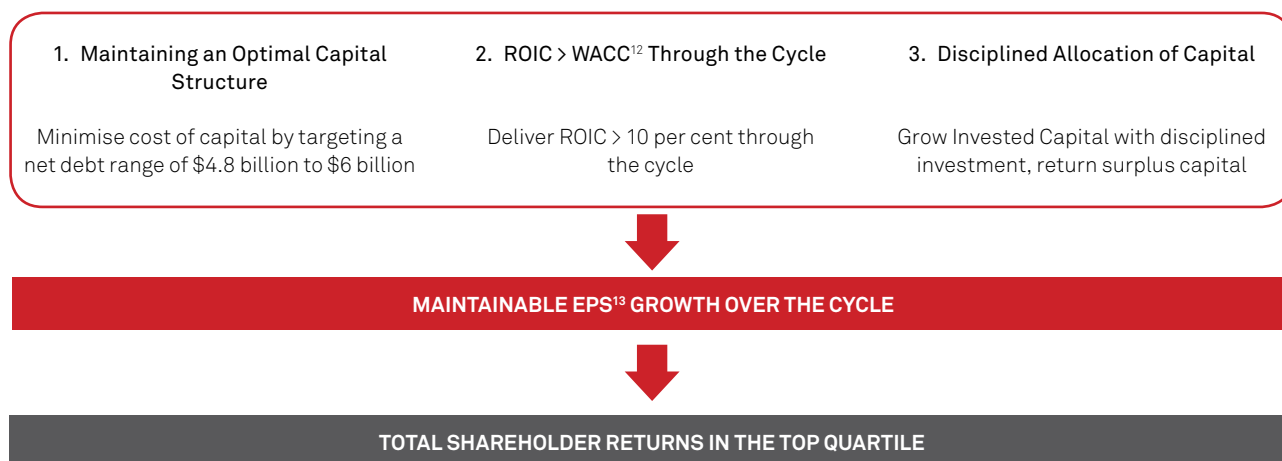 1. Maintaining an Optimal Capital
Structure
Minimise cost of capital by targeting a
net debt range of $4.8 billion to $6 billion
2. ROIC > WACC¹² Through the Cycle
Deliver ROIC > 10 per cent through
the cycle
3. Disciplined Allocation of Capital
Grow Invested Capital with disciplined
investment, return surplus capital
MAINTAINABLE EPS¹³ GROWTH OVER THE CYCLE
TOTAL SHAREHOLDER RETURNS IN THE TOP QUARTILE